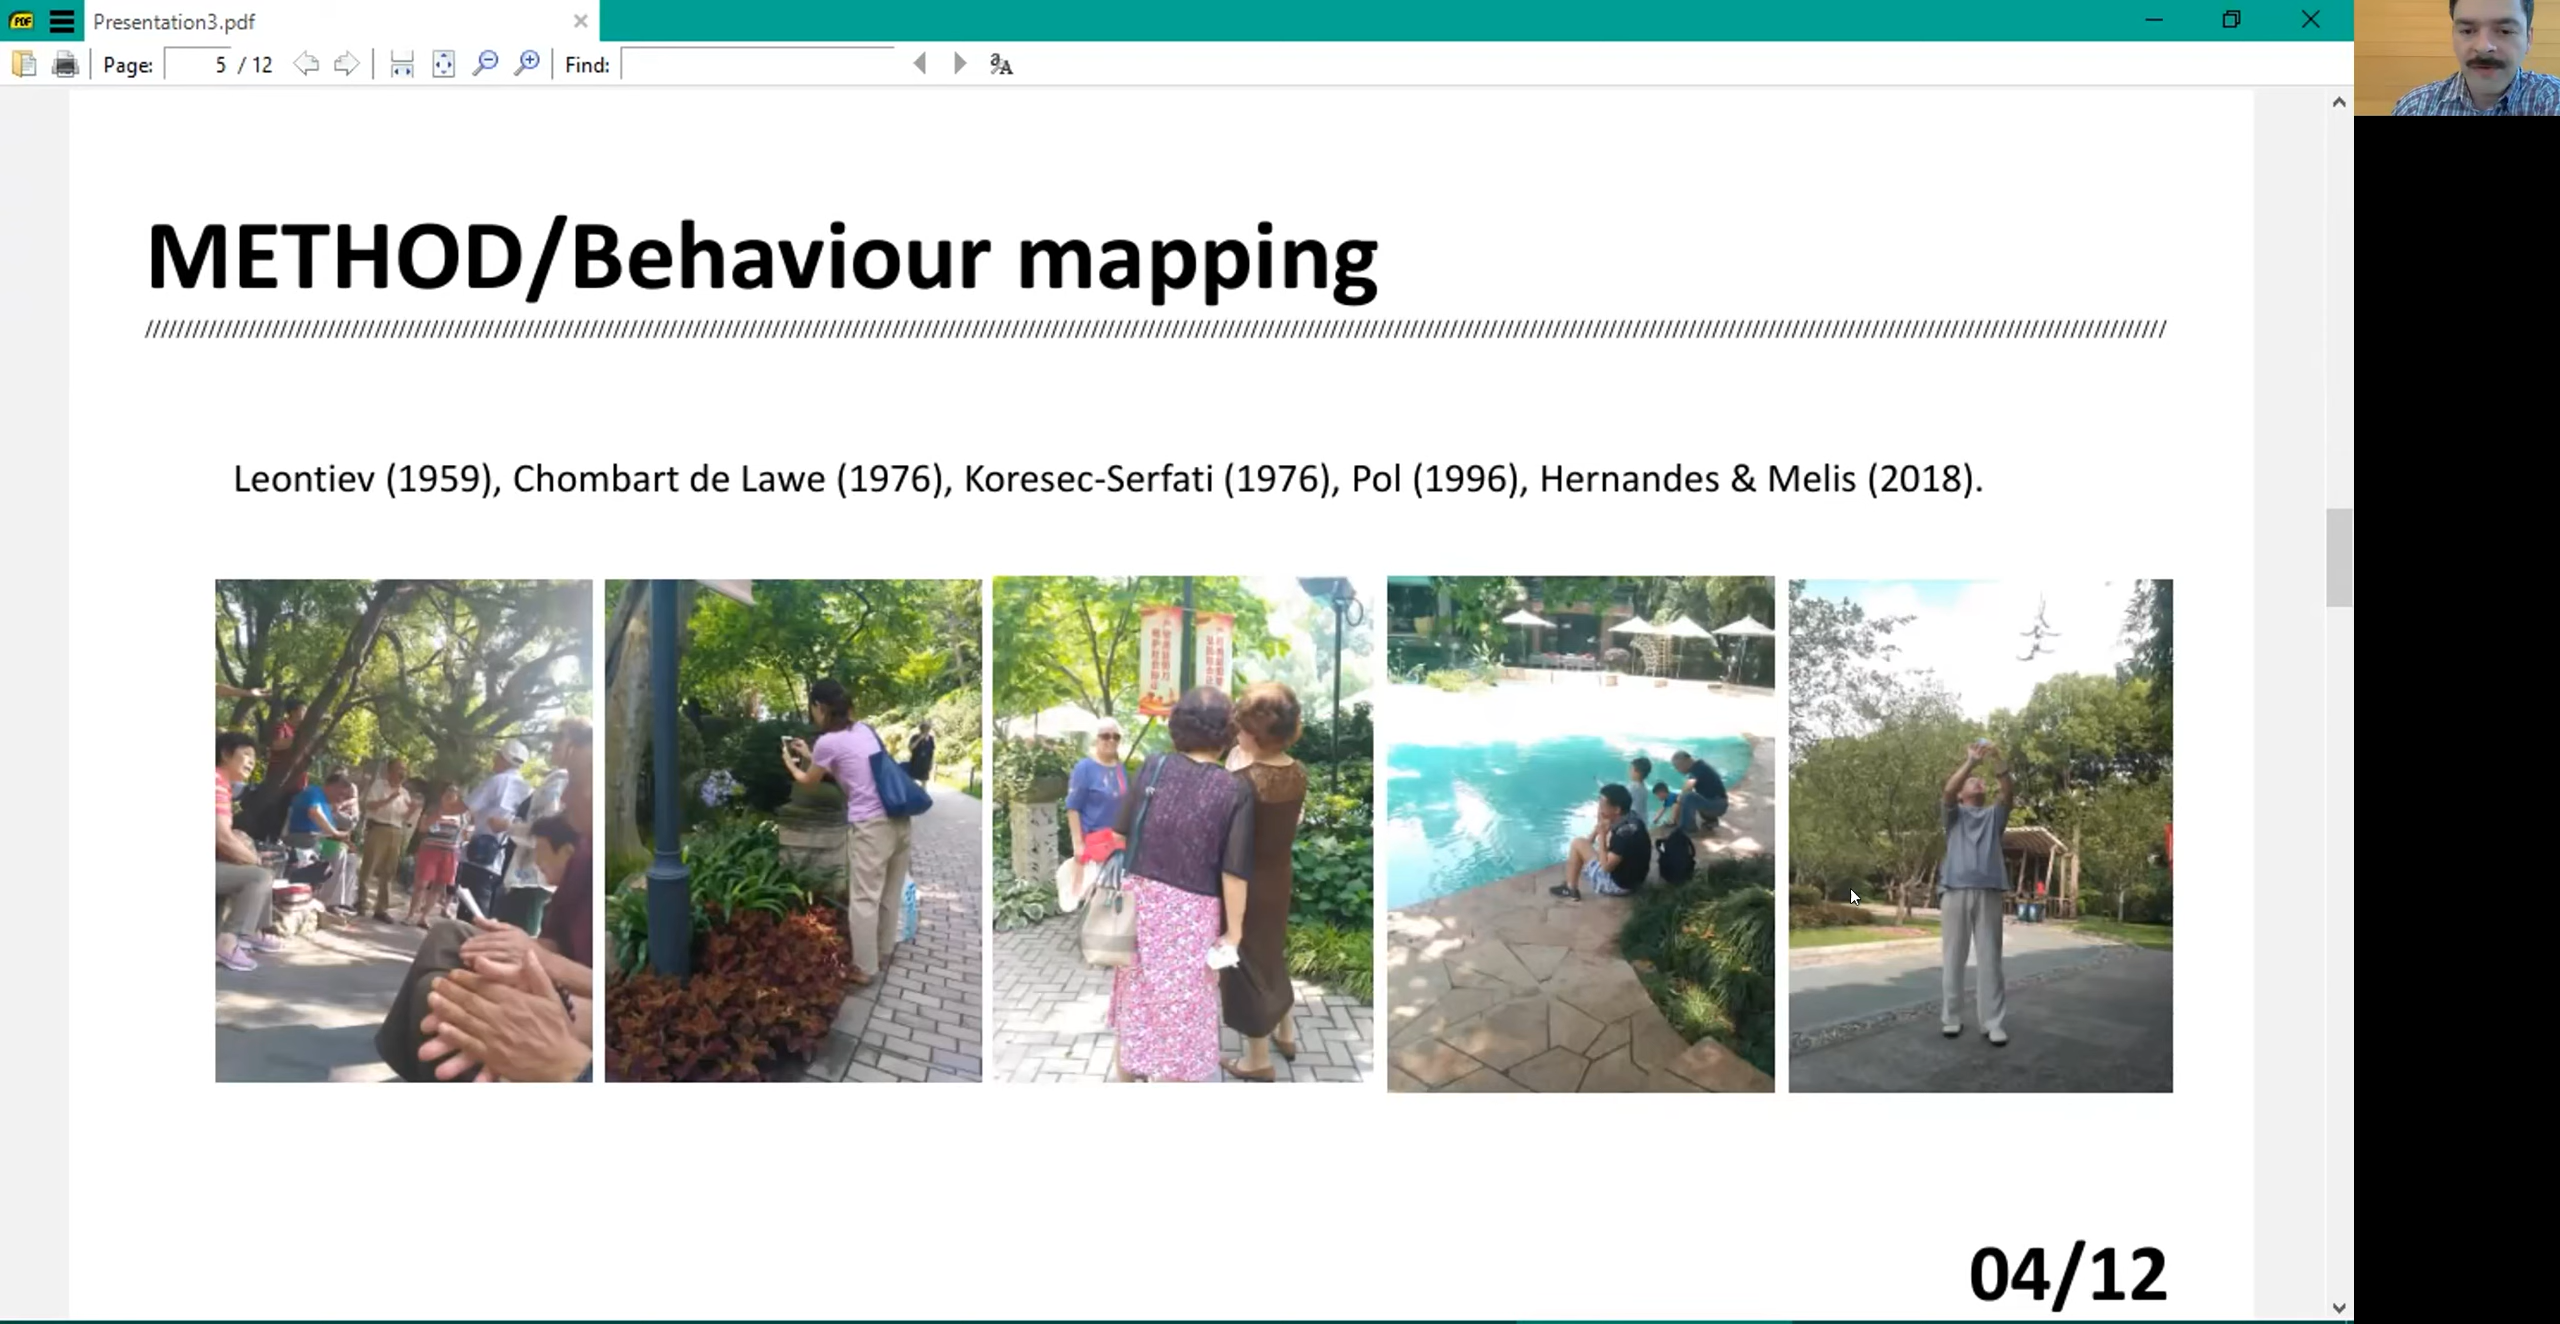 PDF
Presentation3.pdf
Page: 5 / 12 Find:
METHOD/Behaviour mapping
////////////////////////////////////////////////////////////////////////////////////////////////////////////////////////////////////////////////////////////////////////////////////////////////////////////////////////////////////////////////////////////////////////
Leontiev (1959), Chombart de Lawe (1976), Koresec-Serfati (1976), Pol (1996), Hernandes & Melis (2018).
04/12